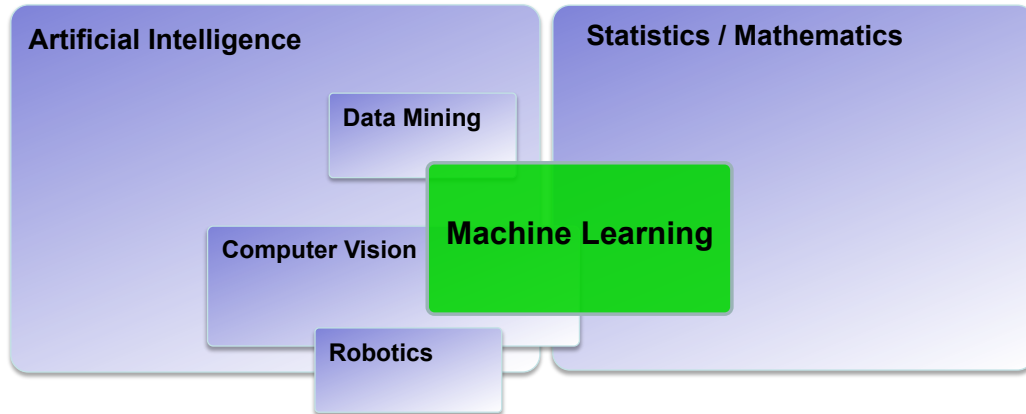 Artificial Intelligence
Statistics / Mathematics
Data Mining
Machine Learning
Computer Vision
Robotics